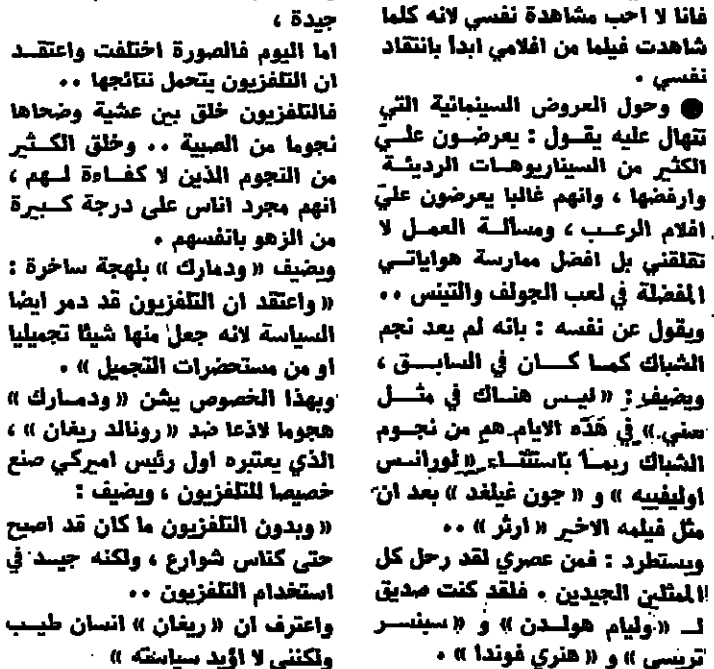 فانا لا احب مشاهدة نفسي لانه كلما
شاهدت فيلما من افلامي ابدأ بانتقاد
نفسي .
● وحول العروض السينمائية التي
تنهال عليه يقول : يعرضون علي
الكثير من السيناريوهات الرديئة
وارفضها ، وانهم غالبا يعرضون عليّ
افلام الرعب ، ومسألة العمل لا
تقلقني بل افضل ممارسة هواياتي
المفضلة في لعب الجولف والتينس ..
ويقول عن نفسه : بانه لم يعد نجم
الشباك كما كان في السابق ،
ويضيف : « ليس هناك في مثل
سني » في هذه الايام هم من نجوم
الشباك ربما باستثناء « لورانس
اوليفييه » و « جون غيلغد » بعد ان
مثل فيلمه الاخير « ارثر » ..
ويستطرد : فمن عصري لقد رحل كل
الممثلين الجيدين . فلقد كنت صديق
لـ « وليام هولدن » و « سبنسر
تريسي » و « هنري فوندا » .
جيدة ،
اما اليوم فالصورة اختلفت واعتقد
ان التلفزيون يتحمل نتائجها ..
فالتلفزيون خلق بين عشية وضحاها
نجوما من الصبية .. وخلق الكثير
من النجوم الذين لا كفاءة لهم ،
انهم مجرد اناس على درجة كبيرة
من الزهو بانفسهم .
ويضيف « ودمارك » بلهجة ساخرة :
« واعتقد ان التلفزيون قد دمر ايضا
السياسة لانه جعل منها شيئا تجميليا
او من مستحضرات التجميل » .
وبهذا الخصوص يشن « ودمارك »
هجوما لاذعا ضد « رونالد ريغان » ،
الذي يعتبره اول رئيس اميركي صنع
خصيصا للتلفزيون ، ويضيف :
« وبدون التلفزيون ما كان قد اصبح
حتى كناس شوارع ، ولكنه جيد في
استخدام التلفزيون ..
واعترف ان « ريغان » انسان طيب
ولكنني لا اؤيد سياسته »